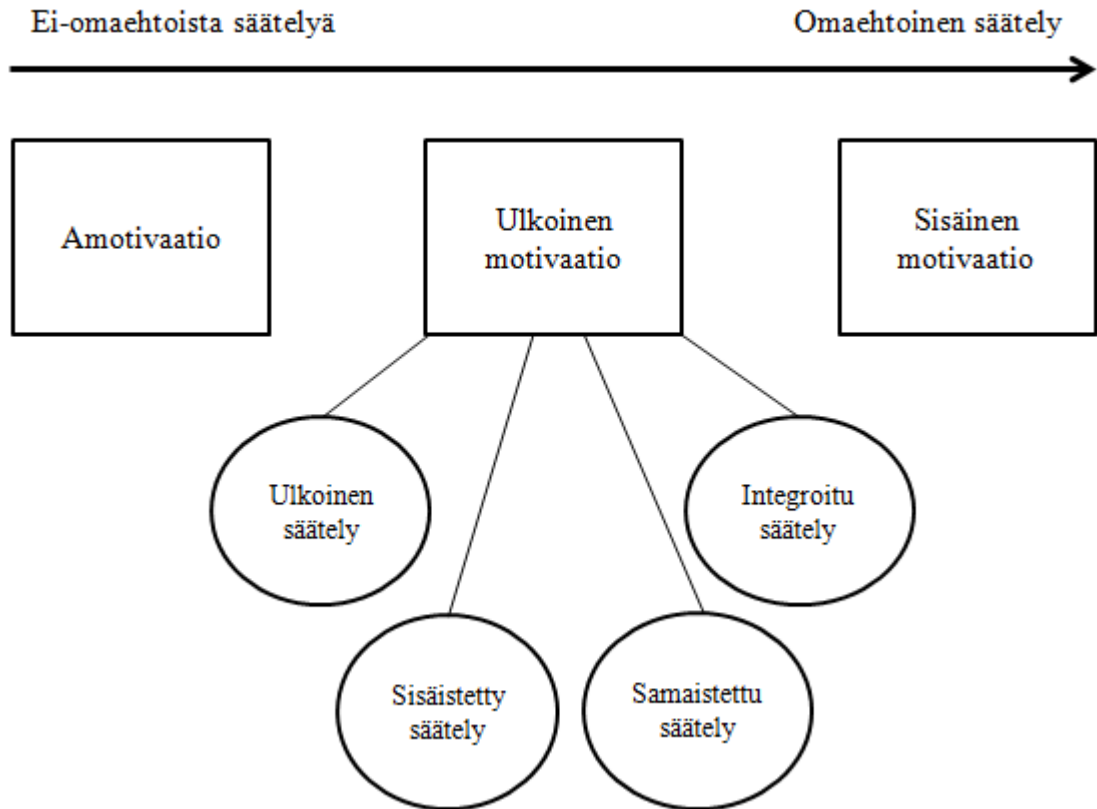 Ei-omaehtoista säätelyä
Omaehtoinen säätely
Amotivaatio
Ulkoinen
motivaatio
Sisäinen
motivaatio
Ulkoinen
säätely
Sisäistetty
säätely
Samaistettu
säätely
Integroitu
säätely